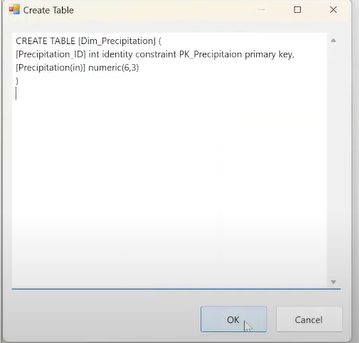 Create Table
CREATE TABLE [Dim_Precipitation] (
[Precipitation_ID] int identity constraint PK_Precipitaion primary key,
[Precipitation(in)] numeric(6,3)
)
OK
Cancel